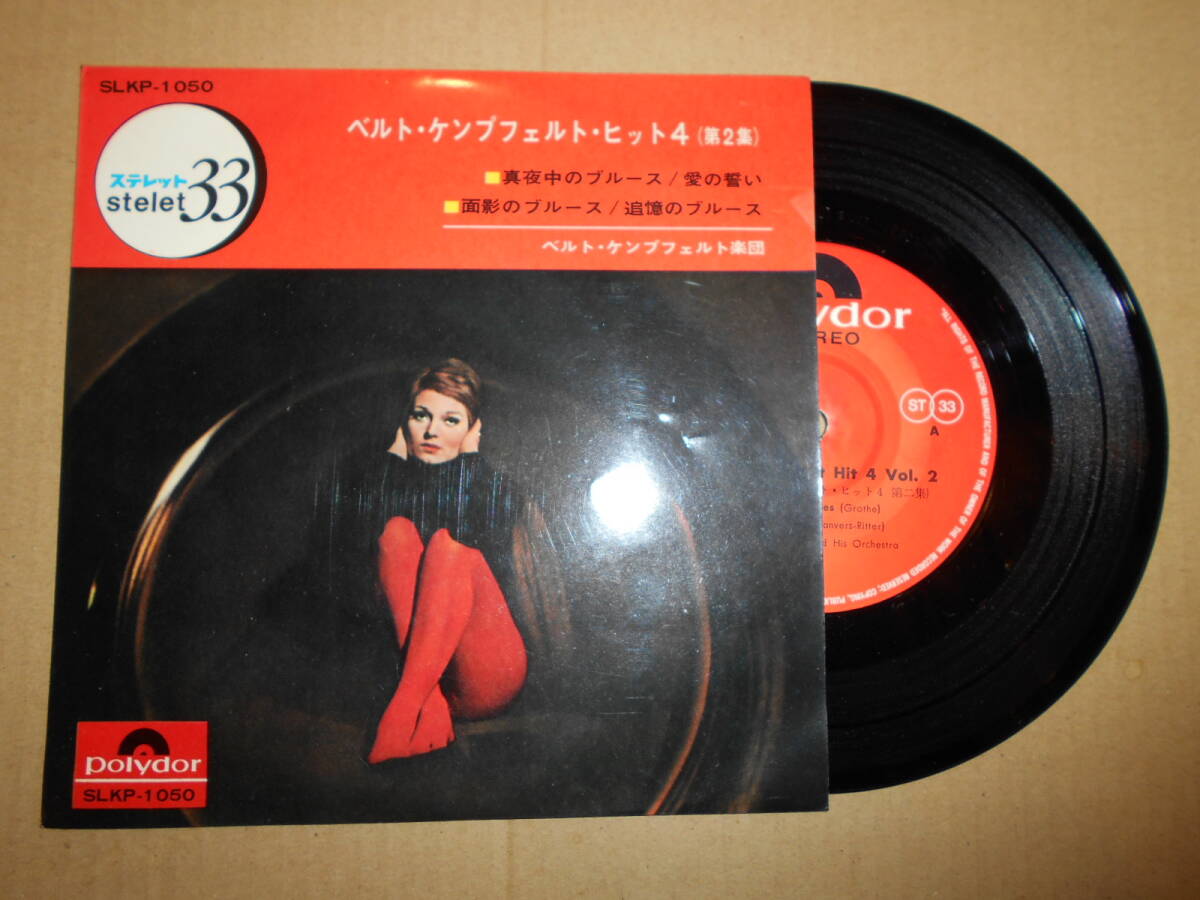 SLKP-1050
ステレット
stelet 33
ベルト・ケンプフェルト・ヒット4(第2集)
真夜中のブルース/愛の誓い
面影のブルース/追憶のブルース
ベルト・ケンプフェルト楽団
polydor
SLKP-1050
lydor
REO
ST 33
A
t Hit 4 Vol. 2
ト・ヒット4 第二集)
es (Grothe)
anvers-Ritter)
d His Orchestra